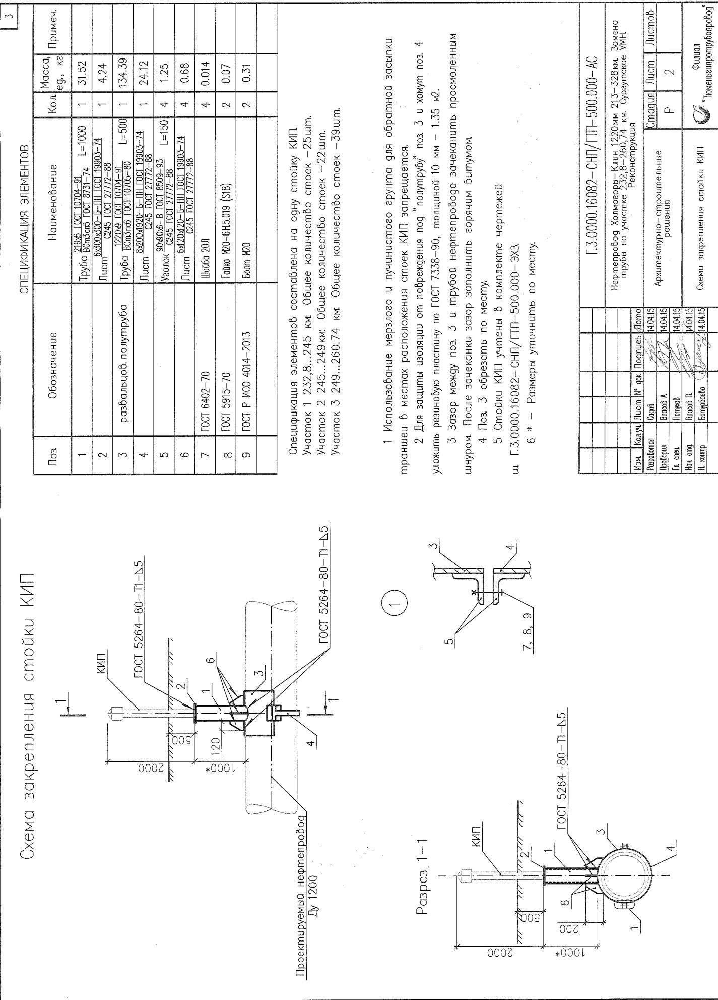 3
Схема закрепления стойки КИП
1
КИП
ГОСТ 5264-80-Т1-⊿5
2
1
6
3
2000
500
1000*
120
4
1
ГОСТ 5264-80-Т1-⊿5
Проектируемый нефтепровод
Ду 1200
Разрез 1-1
КИП
2
1
ГОСТ 5264-80-Т1-⊿5
3
6
4
2000
500
1000*
200
1
1
3
4
5
7, 8, 9
СПЕЦИФИКАЦИЯ ЭЛЕМЕНТОВ
Поз. Обозначение Наименование Кол. Масса, ед., кг Примеч.
1 Труба 219х6 ГОСТ 10704-91 L=1000 1 31.52
ВСт3сп5 ГОСТ 8731-74
2 Лист 6х300х300-Б-ПН ГОСТ 19903-74 1 4.24
С245 ГОСТ 27772-88
3 развальцов. полутруба Труба 1220х9 ГОСТ 10704-91 L=500 1 134.39
ВСт3пс6 ГОСТ 10705-80
4 Лист 8х200х1920-Б-ПН ГОСТ 19903-74 1 24.12
С245 ГОСТ 27772-88
5 Уголок 90х90х6-В ГОСТ 8509-93 L=150 4 1.25
С245 ГОСТ 27772-88
6 Лист 6х120х120-Б-ПН ГОСТ 19903-74 4 0.68
С245 ГОСТ 27772-88
7 ГОСТ 6402-70 Шайба 20Л 4 0.014
8 ГОСТ 5915-70 Гайка М20-6Н.5.019 (S18) 2 0.07
9 ГОСТ Р ИСО 4014-2013 Болт М20 2 0.31
Спецификация элементов составлена на одну стойку КИП.
Участок 1 232,8...245 км: Общее количество стоек -25шт.
Участок 2 245...249км: Общее количество стоек -22шт.
Участок 3 249...260.74 км: Общее количество стоек -39шт.
1 Использование мерзлого и пучинистого грунта для обратной засыпки
траншеи в местах расположения стоек КИП запрещается.
2 Для защиты изоляции от повреждения под "полутрубу" поз. 3 и хомут поз. 4
уложить резиновую пластину по ГОСТ 7338-90, толщиной 10 мм - 1.35 м2.
3 Зазор между поз. 3 и трубой нефтепровода зачеканить просмоленным
шнуром. После зачеканки зазор заполнить горячим битумом.
4 Поз. 3 обрезать по месту.
5 Стойки КИП учтены в комплекте чертежей
ш. Г.3.0000.16082-СНП/ГТП-500.000-ЭХЗ.
6 * - Размеры уточнить по месту.
Г.3.0000.16082-СНП/ГТП-500.000-АС
Нефтепровод Холмогоры-Клин 1220мм 213-328км. Замена
трубы на участке 232,8-260,74 км. Сургутское УМН.
Реконструкция
Изм. Кол.уч. Лист № док. Подпись Дата
Разработал Садов 14.04.15
Проверил Власов А. 14.04.15
Гл. спец. Петухов 14.04.15
Нач. отд. Власов В. 14.04.15
Н. контр. Батурбаева 14.04.15
Архитектурно-строительные
решения
Стадия Лист Листов
Р 2
Схема закрепления стойки КИП
Филиал
"Тюменьгипротрубопровод"